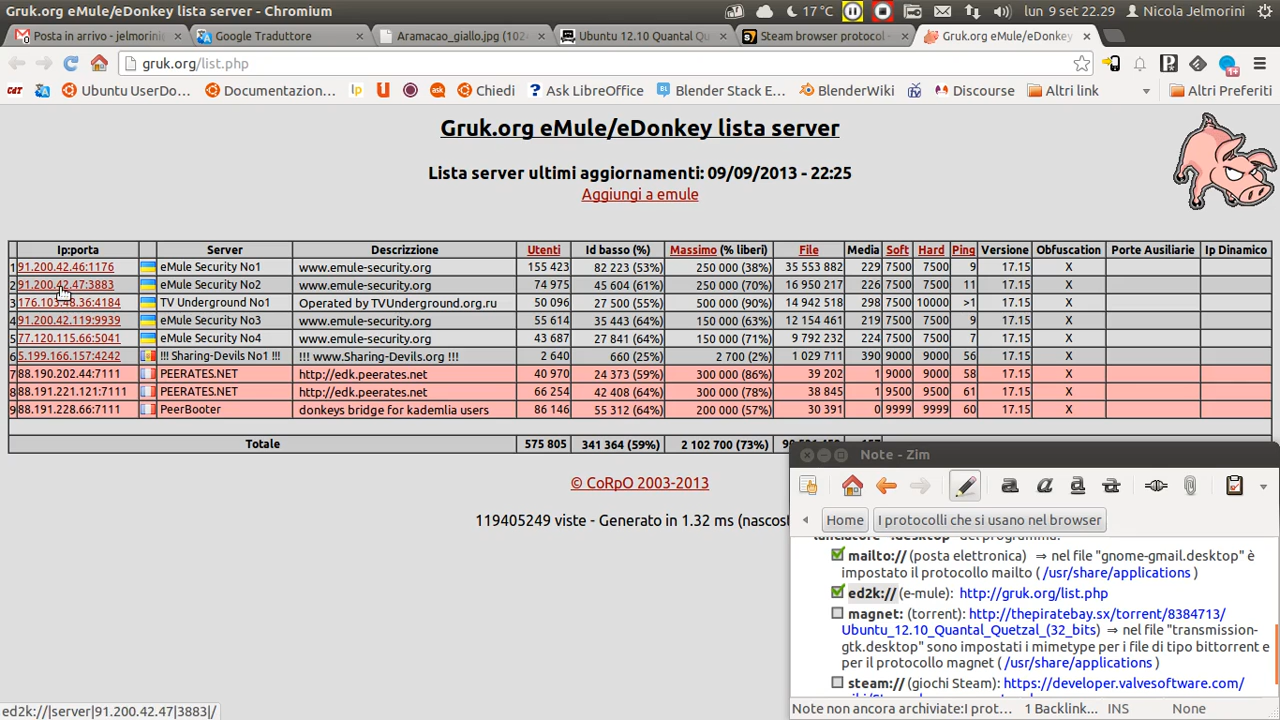 Gruk.org eMule/eDonkey lista server - Chromium
17 °C
lun 9 set 22.29
Nicola Jelmorini
Posta in arrivo - jelmorini@
Google Traduttore
Aramacao_giallo.jpg (102
Ubuntu 12.10 Quantal Qu
Steam browser protocol -
Gruk.org eMule/eDonkey
gruk.org/list.php
Ubuntu UserDo...
Documentazion...
Ip
Chiedi
Ask LibreOffice
Blender Stack E...
BlenderWiki
Discourse
Altri link
Altri Preferiti
Gruk.org eMule/eDonkey lista server
Lista server ultimi aggiornamenti: 09/09/2013 - 22:25
Aggiungi a emule
Ip:porta Server Descrizzione Utenti Id basso (%) Massimo (% liberi) File Media Soft Hard Ping Versione Obfuscation Porte Ausiliarie Ip Dinamico
1 91.200.42.46:1176 eMule Security No1 www.emule-security.org 155 423 82 223 (53%) 250 000 (38%) 35 553 882 229 7500 7500 9 17.15 X
2 91.200.42.47:3883 eMule Security No2 www.emule-security.org 74 975 45 604 (61%) 250 000 (70%) 16 950 217 226 7500 7500 11 17.15 X
3 176.103.48.36:4184 TV Underground No1 Operated by TVUnderground.org.ru 50 096 27 500 (55%) 500 000 (90%) 14 942 518 298 7500 10000 >1 17.15 X
4 91.200.42.119:9939 eMule Security No3 www.emule-security.org 55 614 35 443 (64%) 150 000 (63%) 12 154 461 219 7500 7500 9 17.15 X
5 77.120.115.66:5041 eMule Security No4 www.emule-security.org 43 687 27 841 (64%) 150 000 (71%) 9 792 232 224 7500 7500 7 17.15 X
6 5.199.166.157:4242 !!! Sharing-Devils No1 !!! !!! www.Sharing-Devils.org !!! 2 640 660 (25%) 2 700 (2%) 1 029 711 390 9000 9000 56 17.15 X
7 88.190.202.44:7111 PEERATES.NET http://edk.peerates.net 40 970 24 373 (59%) 300 000 (86%) 39 202 1 9000 9000 58 17.15 X
8 88.191.221.121:7111 PEERATES.NET http://edk.peerates.net 66 254 42 408 (64%) 300 000 (78%) 38 845 1 9500 9500 61 17.15 X
9 88.191.228.66:7111 PeerBooter donkeys bridge for kademlia users 86 146 55 312 (64%) 200 000 (57%) 30 391 0 9999 9999 60 17.15 X
Totale 575 805 341 364 (59%) 2 102 700 (73%)
© CoRpO 2003-2013
119405249 viste - Generato in 1.32 ms (nascost
Note - Zim
Home
I protocolli che si usano nel browser
lanciatore ".desktop" del programma:
mailto:// (posta elettronica) ⇒ nel file "gnome-gmail.desktop" è
impostato il protocollo mailto ( /usr/share/applications )
ed2k:// (e-mule): http://gruk.org/list.php
magnet: (torrent): http://thepiratebay.sx/torrent/8384713/
Ubuntu_12.10_Quantal_Quetzal_(32_bits) ⇒ nel file "transmission-
gtk.desktop" sono impostati i mimetype per i file di tipo bittorrent e
per il protocollo magnet ( /usr/share/applications )
steam:// (giochi Steam): https://developer.valvesoftware.com/
Note non ancora archiviate:I prot...
1 Backlink...
INS
None
ed2k://|server|91.200.42.47|3883|/